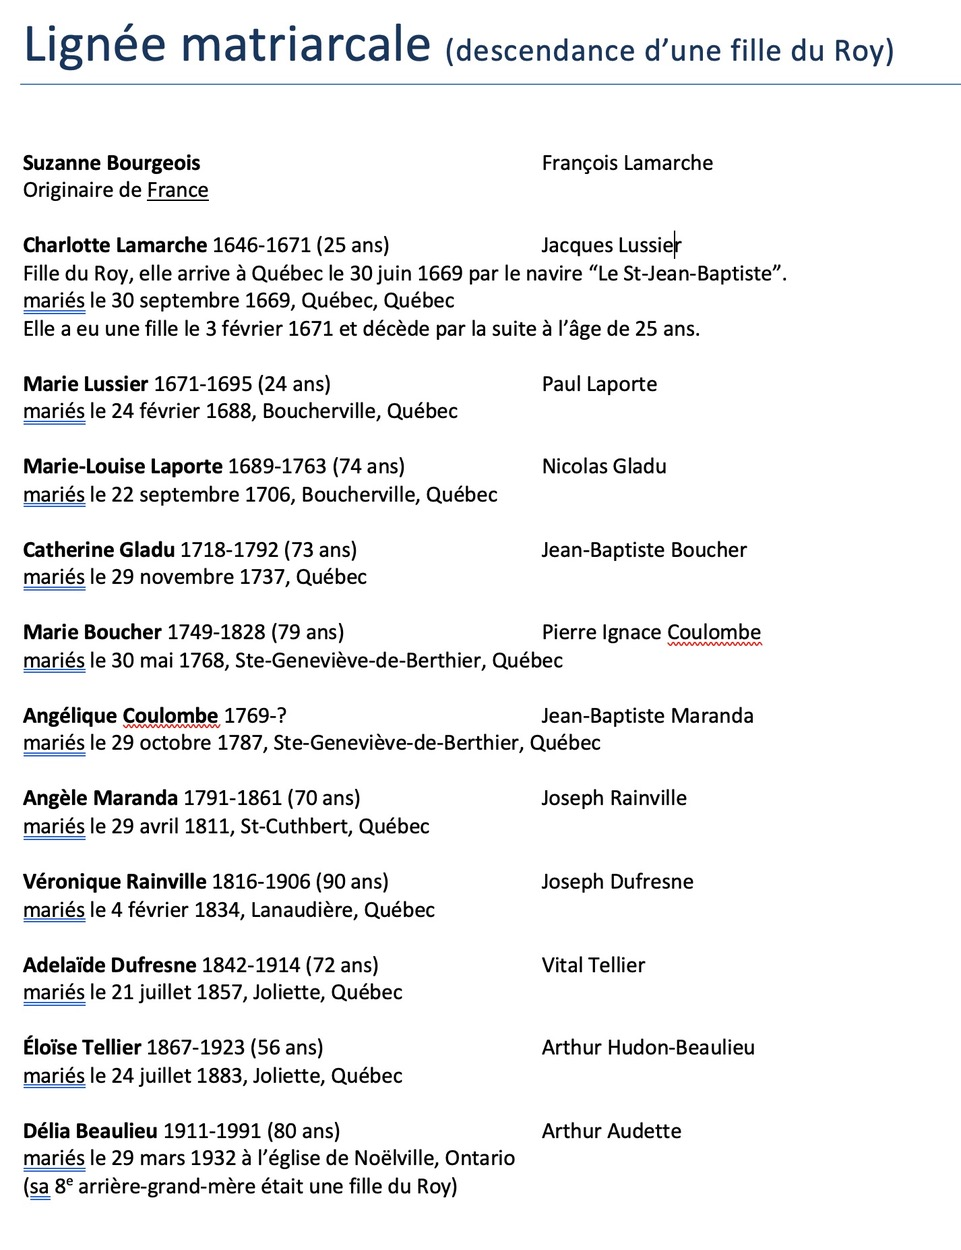 Lignée matriarcale (descendance d’une fille du Roy)
Suzanne Bourgeois François Lamarche
Originaire de France
Charlotte Lamarche 1646-1671 (25 ans) Jacques Lussier
Fille du Roy, elle arrive à Québec le 30 juin 1669 par le navire “Le St-Jean-Baptiste”.
mariés le 30 septembre 1669, Québec, Québec
Elle a eu une fille le 3 février 1671 et décède par la suite à l’âge de 25 ans.
Marie Lussier 1671-1695 (24 ans) Paul Laporte
mariés le 24 février 1688, Boucherville, Québec
Marie-Louise Laporte 1689-1763 (74 ans) Nicolas Gladu
mariés le 22 septembre 1706, Boucherville, Québec
Catherine Gladu 1718-1792 (73 ans) Jean-Baptiste Boucher
mariés le 29 novembre 1737, Québec
Marie Boucher 1749-1828 (79 ans) Pierre Ignace Coulombe
mariés le 30 mai 1768, Ste-Geneviève-de-Berthier, Québec
Angélique Coulombe 1769-? Jean-Baptiste Maranda
mariés le 29 octobre 1787, Ste-Geneviève-de-Berthier, Québec
Angèle Maranda 1791-1861 (70 ans) Joseph Rainville
mariés le 29 avril 1811, St-Cuthbert, Québec
Véronique Rainville 1816-1906 (90 ans) Joseph Dufresne
mariés le 4 février 1834, Lanaudière, Québec
Adelaïde Dufresne 1842-1914 (72 ans) Vital Tellier
mariés le 21 juillet 1857, Joliette, Québec
Éloïse Tellier 1867-1923 (56 ans) Arthur Hudon-Beaulieu
mariés le 24 juillet 1883, Joliette, Québec
Délia Beaulieu 1911-1991 (80 ans) Arthur Audette
mariés le 29 mars 1932 à l’église de Noëlville, Ontario
(sa 8e arrière-grand-mère était une fille du Roy)